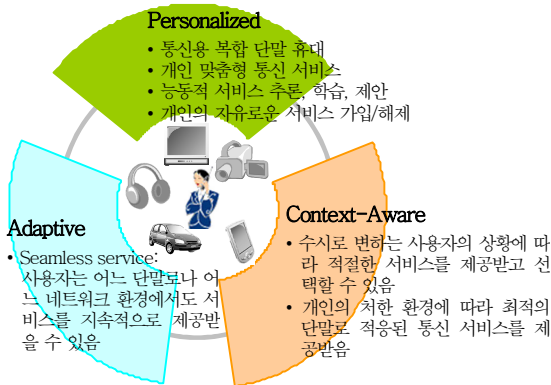 Personalized
• 통신용 복합 단말 휴대
• 개인 맞춤형 통신 서비스
• 능동적 서비스 추론, 학습, 제안
• 개인의 자유로운 서비스 가입/해제
Adaptive
• Seamless service:
사용자는 어느 단말로나 어
느 네트워크 환경에서도 서
비스를 지속적으로 제공받
을 수 있음
Context-Aware
• 수시로 변하는 사용자의 상황에 따
라 적절한 서비스를 제공받고 선
택할 수 있음
• 개인의 처한 환경에 따라 최적의
단말로 적응된 통신 서비스를 제
공받음